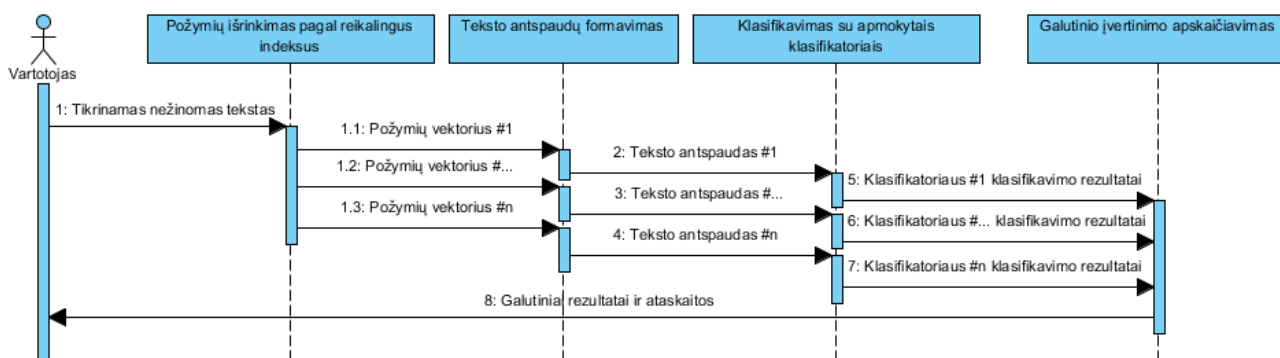 Požymių išrinkimas pagal reikalingus
indeksus
Teksto antspaudų formavimas
Klasifikavimas su apmokytais
klasifikatoriais
Galutinio įvertinimo apskaičiavimas
Vartotojas
1: Tikrinamas nežinomas tekstas
1.1: Požymių vektorius #1
1.2: Požymių vektorius #...
1.3: Požymių vektorius #n
2: Teksto antspaudas #1
3: Teksto antspaudas #...
4: Teksto antspaudas #n
5: Klasifikatoriaus #1 klasifikavimo rezultatai
6: Klasifikatoriaus #... klasifikavimo rezultatai
7: Klasifikatoriaus #n klasifikavimo rezultatai
8: Galutiniai rezultatai ir ataskaitos